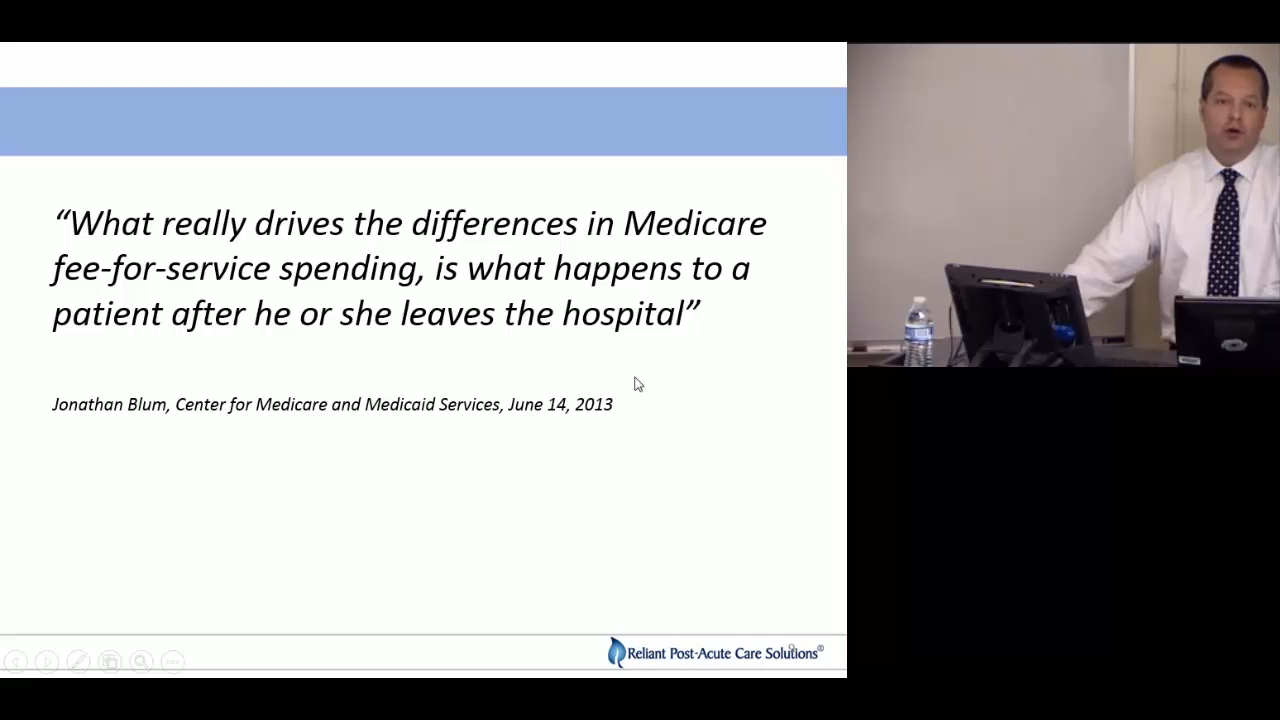 “What really drives the differences in Medicare
fee-for-service spending, is what happens to a
patient after he or she leaves the hospital”
Jonathan Blum, Center for Medicare and Medicaid Services, June 14, 2013
Reliant Post-Acute Care Solutions®